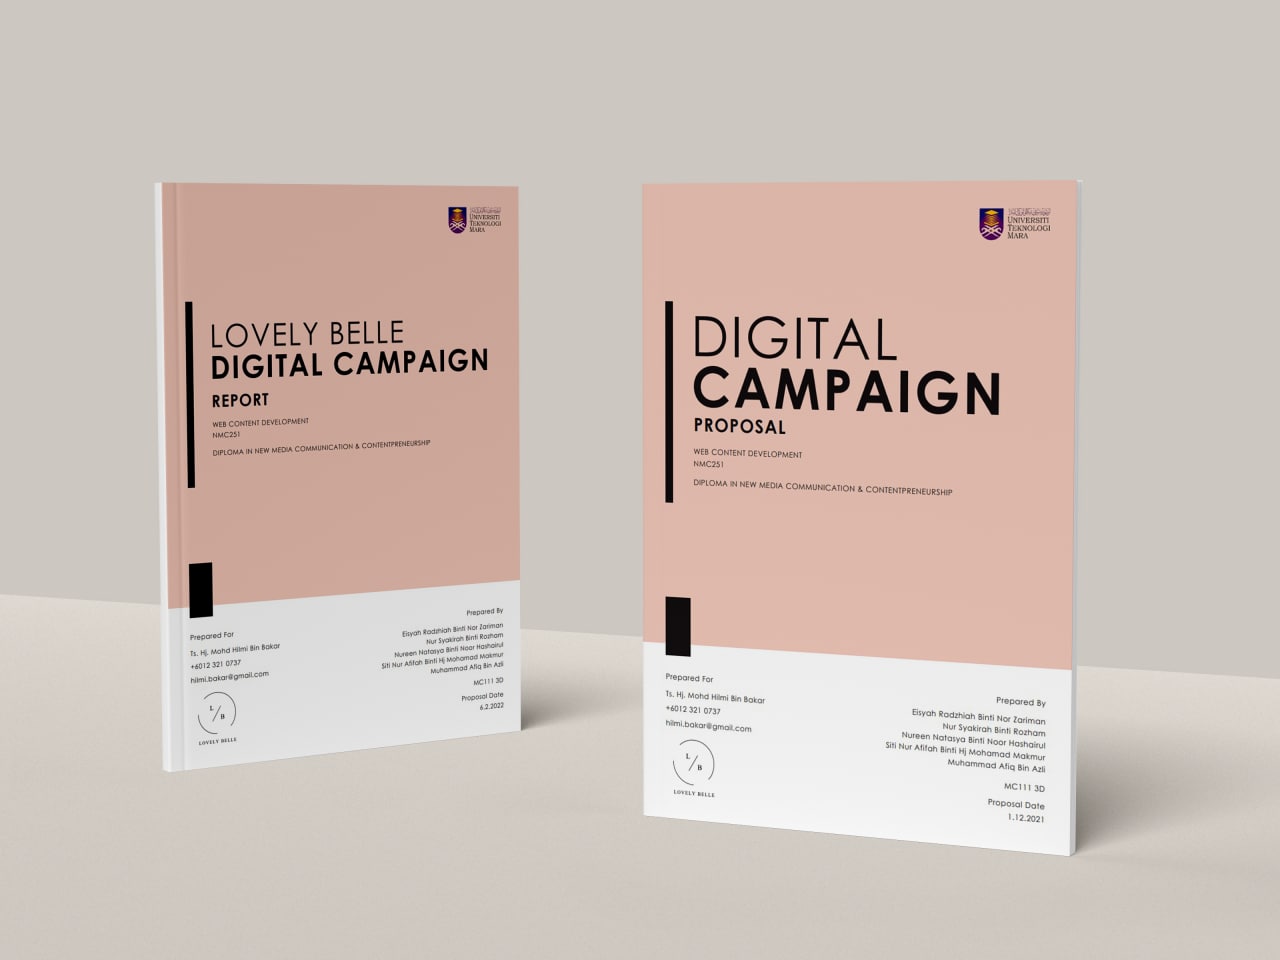 UNIVERSITI
TEKNOLOGI
MARA
LOVELY BELLE
DIGITAL CAMPAIGN
REPORT
WEB CONTENT DEVELOPMENT
NMC251
DIPLOMA IN NEW MEDIA COMMUNICATION & CONTENTPRENEURSHIP
Prepared For
Ts. Hj. Mohd Hilmi Bin Bakar
+6012 321 0737
hilmi.bakar@gmail.com
L
B
LOVELY BELLE
Prepared By
Eisyah Radzhiah Binti Nor Zariman
Nur Syakirah Binti Rozham
Nureen Natasya Binti Noor Hashairul
Siti Nur Afifah Binti Hj Mohamad Makmur
Muhammad Afiq Bin Azli
MC111 3D
Proposal Date
6.2.2022
UNIVERSITI
TEKNOLOGI
MARA
DIGITAL
CAMPAIGN
PROPOSAL
WEB CONTENT DEVELOPMENT
NMC251
DIPLOMA IN NEW MEDIA COMMUNICATION & CONTENTPRENEURSHIP
Prepared For
Ts. Hj. Mohd Hilmi Bin Bakar
+6012 321 0737
hilmi.bakar@gmail.com
L
B
LOVELY BELLE
Prepared By
Eisyah Radzhiah Binti Nor Zariman
Nur Syakirah Binti Rozham
Nureen Natasya Binti Noor Hashairul
Siti Nur Afifah Binti Hj Mohamad Makmur
Muhammad Afiq Bin Azli
MC111 3D
Proposal Date
1.12.2021